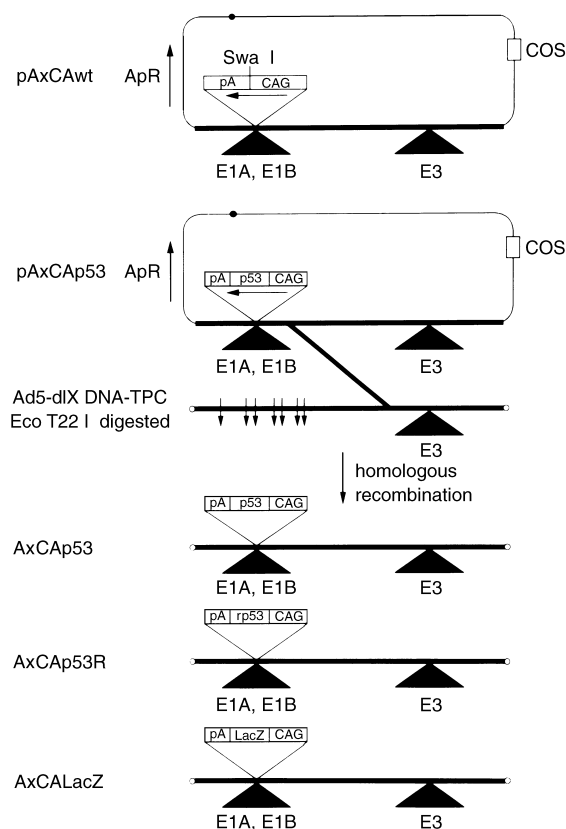 Swa I
pA CAG
pAxCAwt ApR
COS
E1A, E1B E3
pAxCAp53 ApR
COS
pA p53 CAG
E1A, E1B E3
Ad5-dlX DNA-TPC
Eco T22 I digested
E3
homologous
recombination
pA p53 CAG
AxCAp53
E1A, E1B E3
pA rp53 CAG
AxCAp53R
E1A, E1B E3
pA LacZ CAG
AxCALacZ
E1A, E1B E3